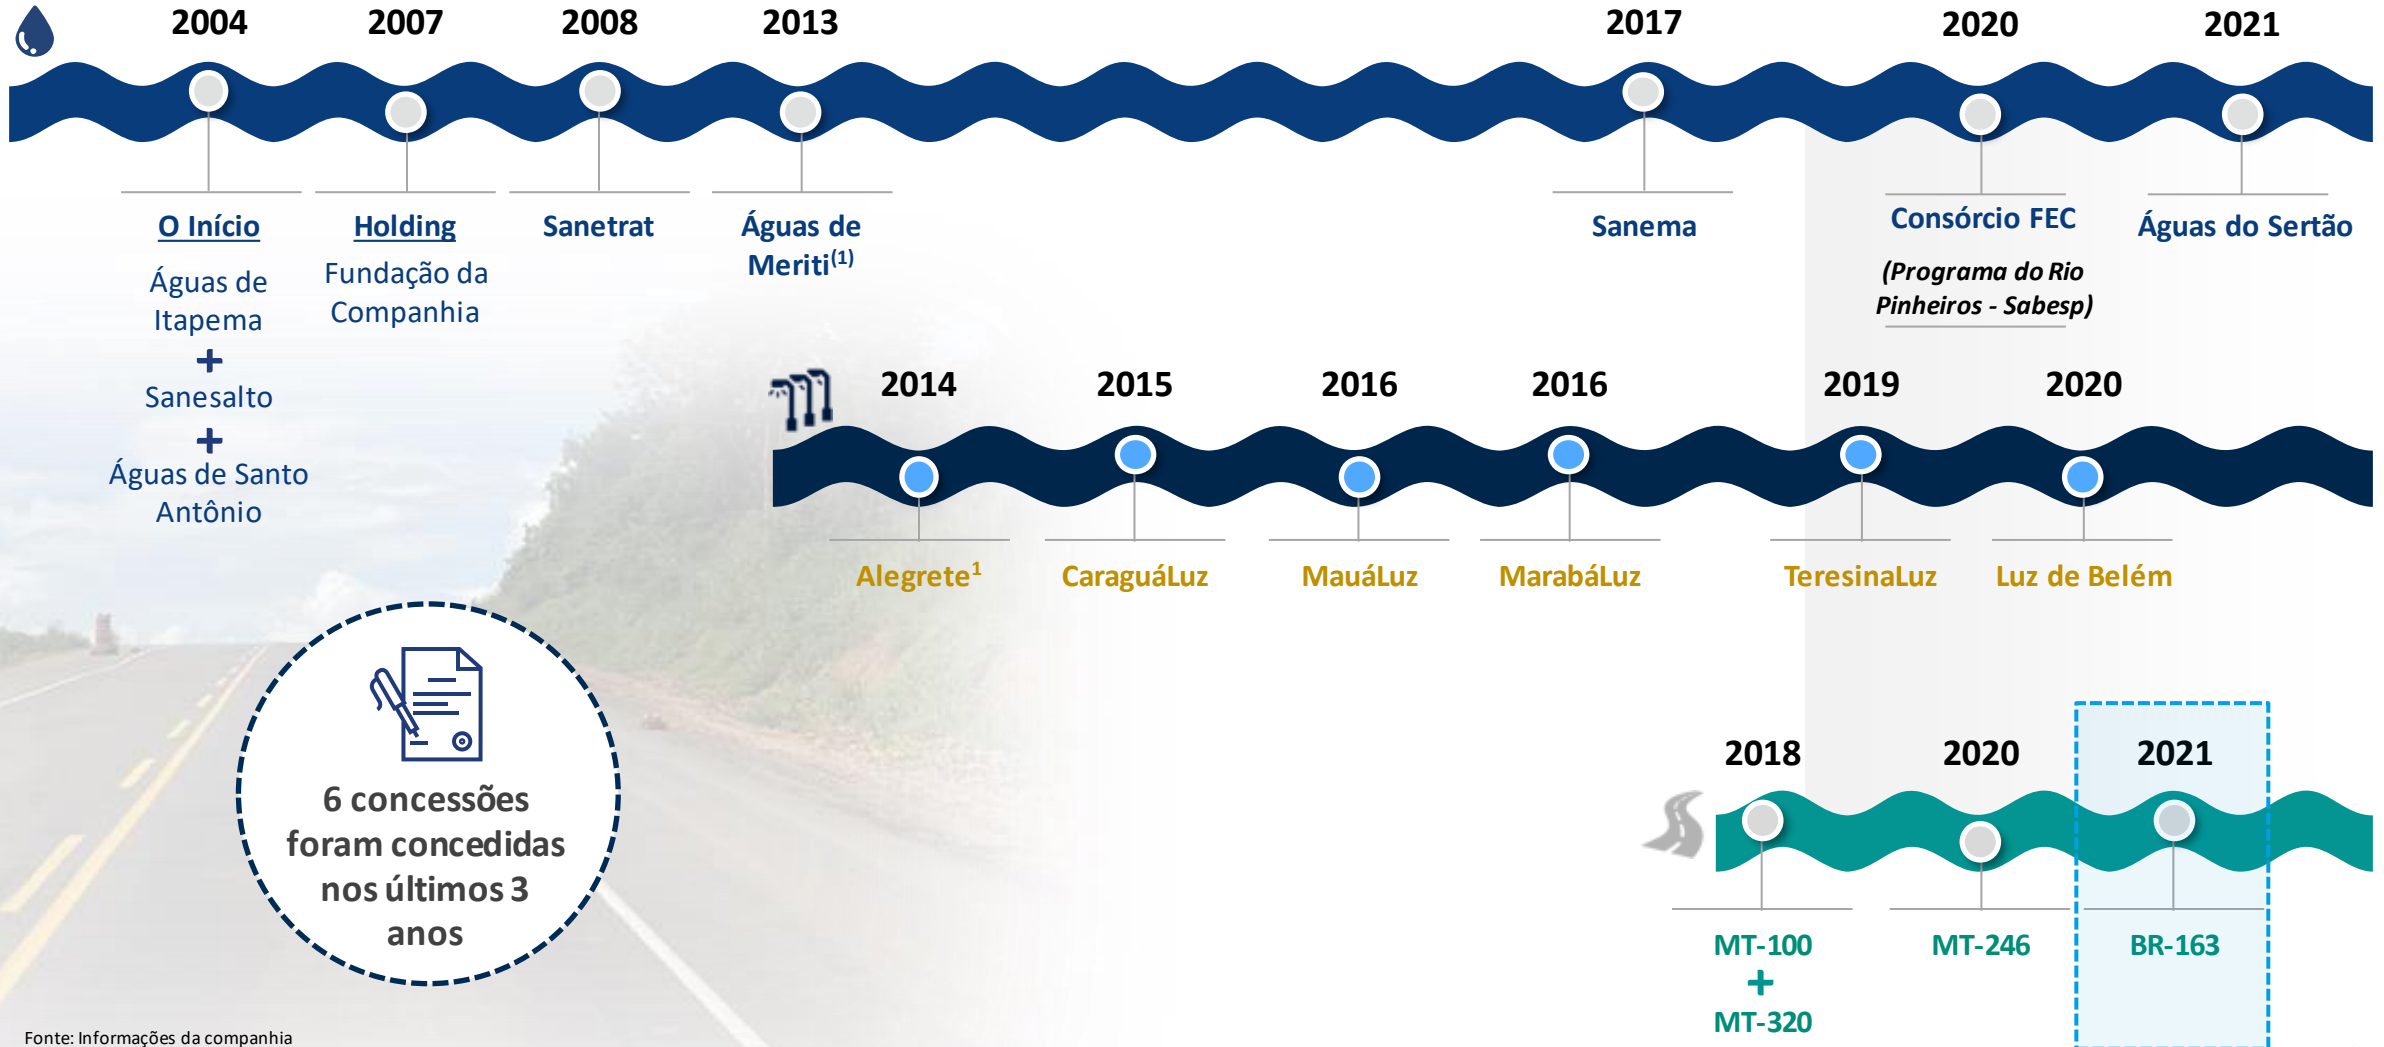 2004
2007
2008
2013
2017
2020
2021
O Início
Águas de
Itapema
+
Sanesalto
+
Águas de Santo
Antônio
Holding
Fundação da
Companhia
Sanetrat
Águas de
Meriti(1)
Sanema
Consórcio FEC
(Programa do Rio
Pinheiros - Sabesp)
Águas do Sertão
2014
2015
2016
2016
2019
2020
Alegrete1
CaraguáLuz
MauáLuz
MarabáLuz
TeresinaLuz
Luz de Belém
6 concessões
foram concedidas
nos últimos 3
anos
2018
2020
2021
MT-100
+
MT-320
MT-246
BR-163
Fonte: Informações da companhia